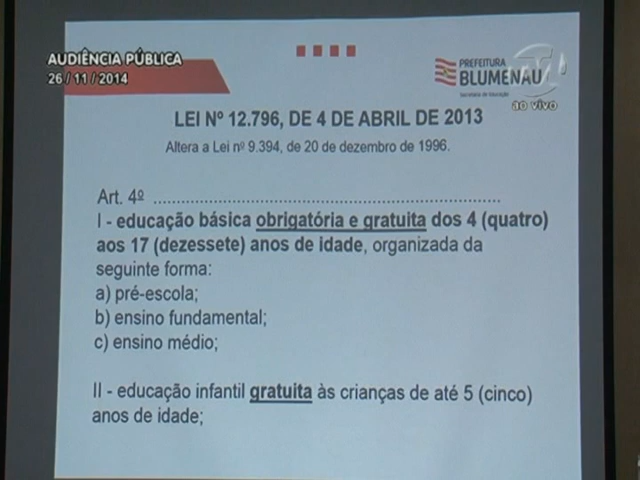 AUDIÊNCIA PÚBLICA
26/11/2014
PREFEITURA
BLUMENAU
Secretaria de Educação
ao vivo
LEI Nº 12.796, DE 4 DE ABRIL DE 2013
Altera a Lei nº 9.394, de 20 de dezembro de 1996.
Art. 4º ............................................................
I - educação básica obrigatória e gratuita dos 4 (quatro)
aos 17 (dezessete) anos de idade, organizada da
seguinte forma:
a) pré-escola;
b) ensino fundamental;
c) ensino médio;
II - educação infantil gratuita às crianças de até 5 (cinco)
anos de idade;